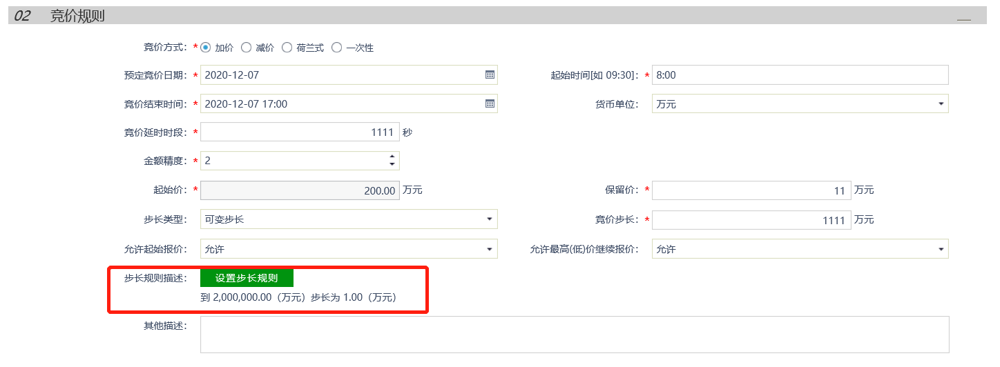 02 竞价规则
竞价方式：* 加价 减价 荷兰式 一次性
预定竞价日期：* 2020-12-07 起始时间[如 09:30]：* 8:00
竞价结束时间：* 2020-12-07 17:00 货币单位： 万元
竞价延时时段：* 1111 秒
金额精度：* 2
起始价：* 200.00 万元 保留价：* 11 万元
步长类型： 可变步长 竞价步长：* 1111 万元
允许起始报价： 允许 允许最高(低)价继续报价： 允许
步长规则描述： 设置步长规则
到 2,000,000.00（万元）步长为 1.00（万元）
其他描述：